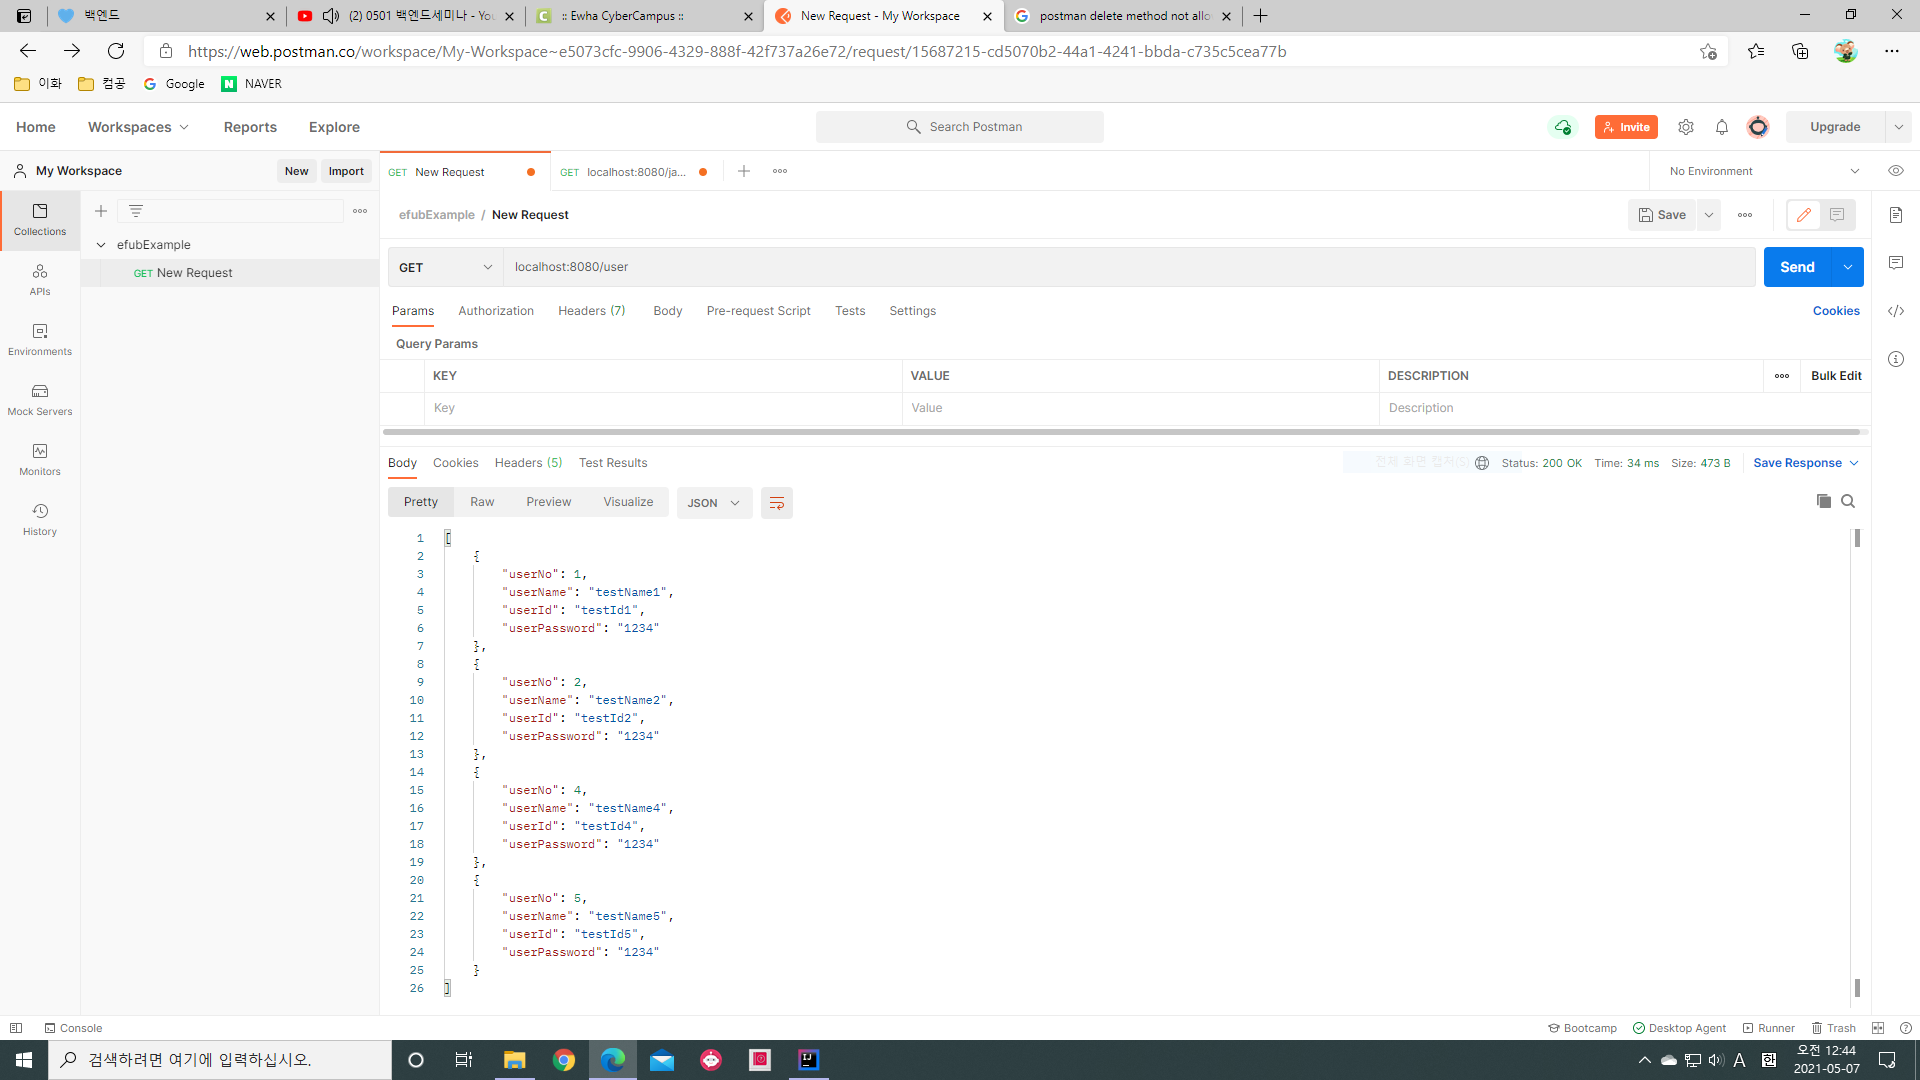 백엔드
(2) 0501 백엔드세미나 - You
:: Ewha CyberCampus ::
New Request - My Workspace
postman delete method not allo
https://web.postman.co/workspace/My-Workspace~e5073cfc-9906-4329-888f-42f737a26e72/request/15687215-cd5070b2-44a1-4241-bbda-c735c5cea77b
이화
컴공
Google
NAVER
Home
Workspaces
Reports
Explore
Search Postman
Invite
Upgrade
My Workspace
New
Import
GET New Request
GET localhost:8080/ja...
No Environment
Collections
efubExample
GET New Request
APIs
Environments
Mock Servers
Monitors
History
efubExample / New Request
Save
GET
localhost:8080/user
Send
Params
Authorization
Headers (7)
Body
Pre-request Script
Tests
Settings
Cookies
Query Params
KEY
VALUE
DESCRIPTION
Bulk Edit
Key
Value
Description
Body
Cookies
Headers (5)
Test Results
전체 화면 캡처(S)
Status: 200 OK
Time: 34 ms
Size: 473 B
Save Response
Pretty
Raw
Preview
Visualize
JSON
1 [
2 {
3 "userNo": 1,
4 "userName": "testName1",
5 "userId": "testId1",
6 "userPassword": "1234"
7 },
8 {
9 "userNo": 2,
10 "userName": "testName2",
11 "userId": "testId2",
12 "userPassword": "1234"
13 },
14 {
15 "userNo": 4,
16 "userName": "testName4",
17 "userId": "testId4",
18 "userPassword": "1234"
19 },
20 {
21 "userNo": 5,
22 "userName": "testName5",
23 "userId": "testId5",
24 "userPassword": "1234"
25 }
26 ]
Console
Bootcamp
Desktop Agent
Runner
Trash
검색하려면 여기에 입력하십시오.
A
한
오전 12:44
2021-05-07